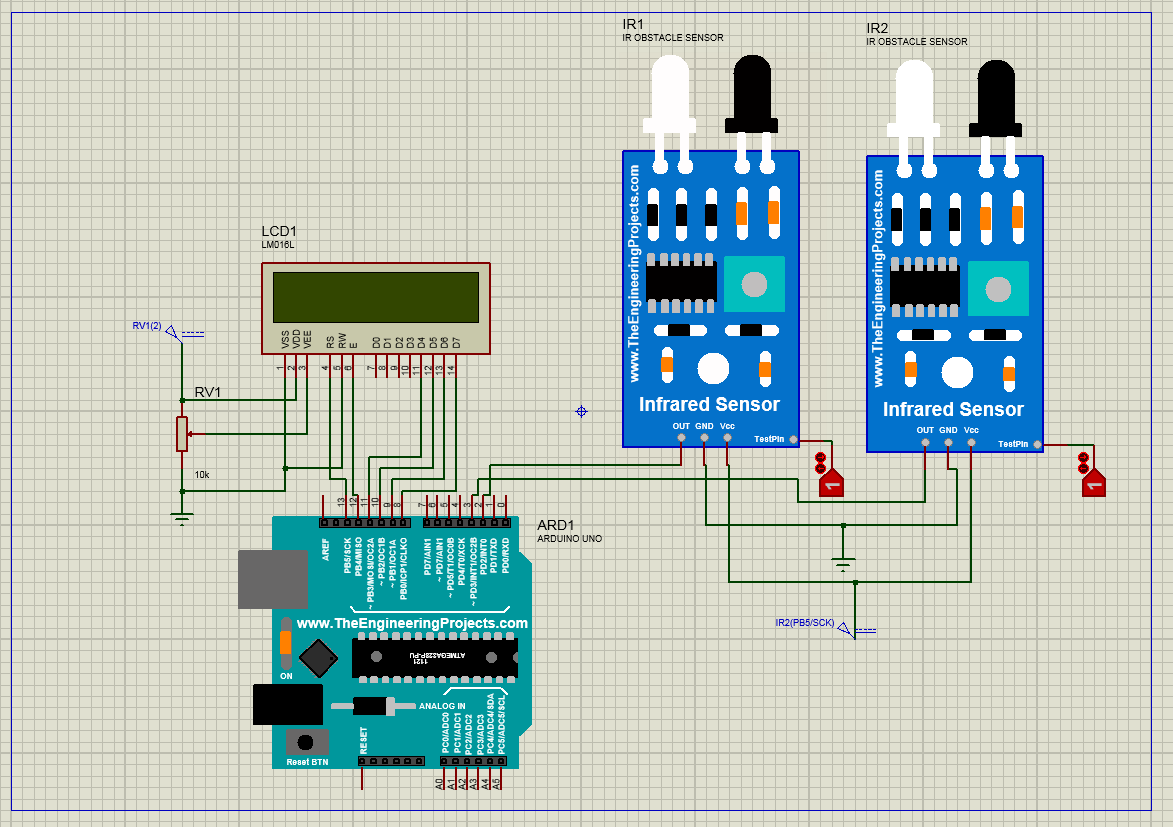 IR1
IR OBSTACLE SENSOR
IR2
IR OBSTACLE SENSOR
www.TheEngineeringProjects.com
Infrared Sensor
OUT GND Vcc
TestPin
1
www.TheEngineeringProjects.com
Infrared Sensor
OUT GND Vcc
TestPin
1
LCD1
LM016L
VSS VDD VEE RS RW E D0 D1 D2 D3 D4 D5 D6 D7
1 2 3 4 5 6 7 8 9 10 11 12 13 14
RV1(2)
RV1
10k
13 12 11 10 9 8 7 6 5 4 3 2 1 0
ARD1
ARDUINO UNO
AREF
PB5/SCK
PB4/MISO
~ PB3/MOSI/OC2A
~ PB2/OC1B
~ PB1/OC1A
PB0/ICP1/CLKO
PD7/AIN1
~ PD7/AIN1
~ PD5/T1/OC0B
PD4/T0/XCK
~ PD3/INT1/OC2B
PD2/INT0
PD1/TXD
PD0/RXD
www.TheEngineeringProjects.com
ATMEGA328P-PU
1121
ON
ANALOG IN
RESET
Reset BTN
PC0/ADC0
PC1/ADC1
PC2/ADC2
PC3/ADC3
PC4/ADC4/SDA
PC5/ADC5/SCL
A0 A1 A2 A3 A4 A5
IR2(PB5/SCK)